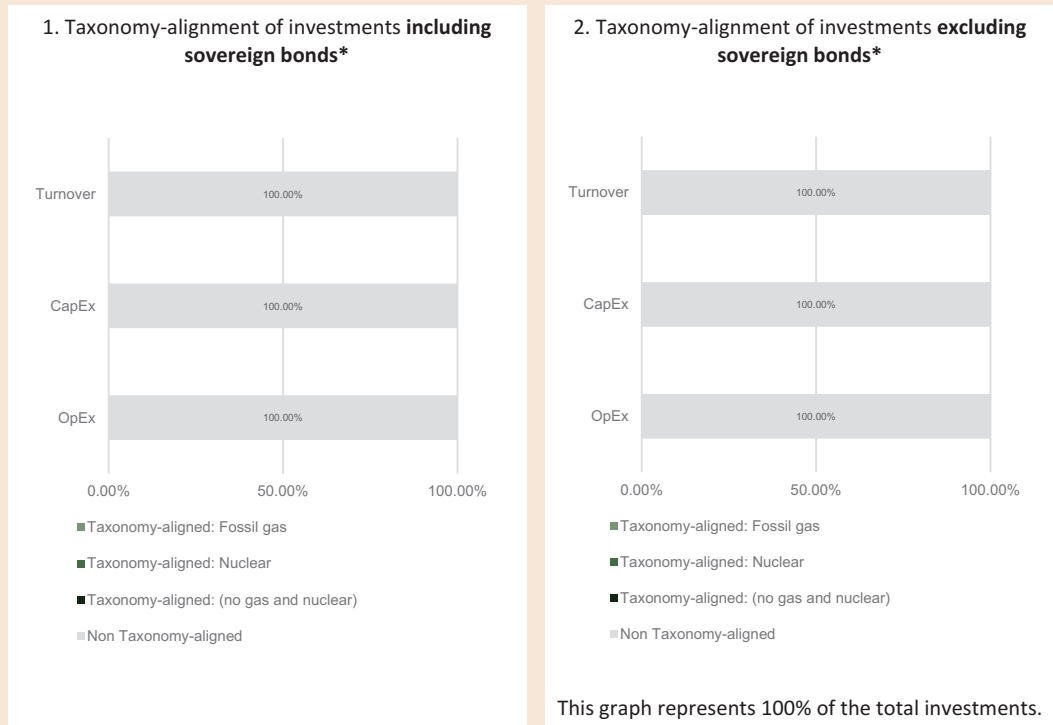 1. Taxonomy-alignment of investments including
sovereign bonds*
Turnover
100.00%
CapEx
100.00%
OpEx
100.00%
0.00% 50.00% 100.00%
Taxonomy-aligned: Fossil gas
Taxonomy-aligned: Nuclear
Taxonomy-aligned: (no gas and nuclear)
Non Taxonomy-aligned
2. Taxonomy-alignment of investments excluding
sovereign bonds*
Turnover
100.00%
CapEx
100.00%
OpEx
100.00%
0.00% 50.00% 100.00%
Taxonomy-aligned: Fossil gas
Taxonomy-aligned: Nuclear
Taxonomy-aligned: (no gas and nuclear)
Non Taxonomy-aligned
This graph represents 100% of the total investments.